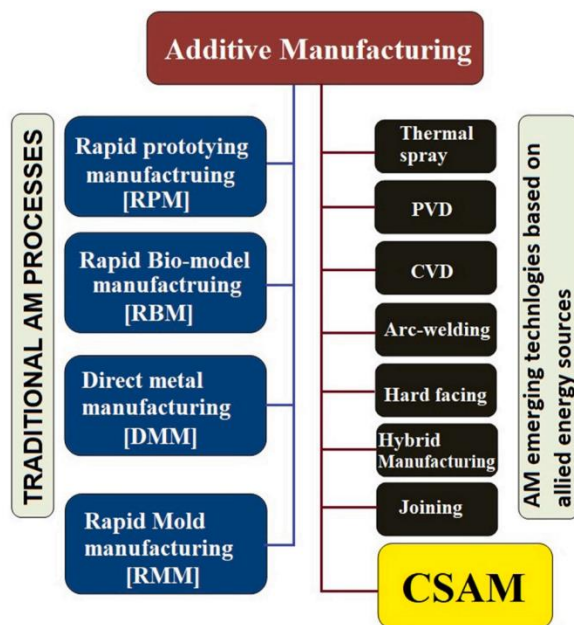 Additive Manufacturing
TRADITIONAL AM PROCESSES
Rapid prototying
manufactruing
[RPM]
Rapid Bio-model
manufactruing
[RBM]
Direct metal
manufacturing
[DMM]
Rapid Mold
manufacturing
[RMM]
Thermal
spray
PVD
CVD
Arc-welding
Hard facing
Hybrid
Manufacturing
Joining
CSAM
AM emerging technlogies based on
allied energy sources